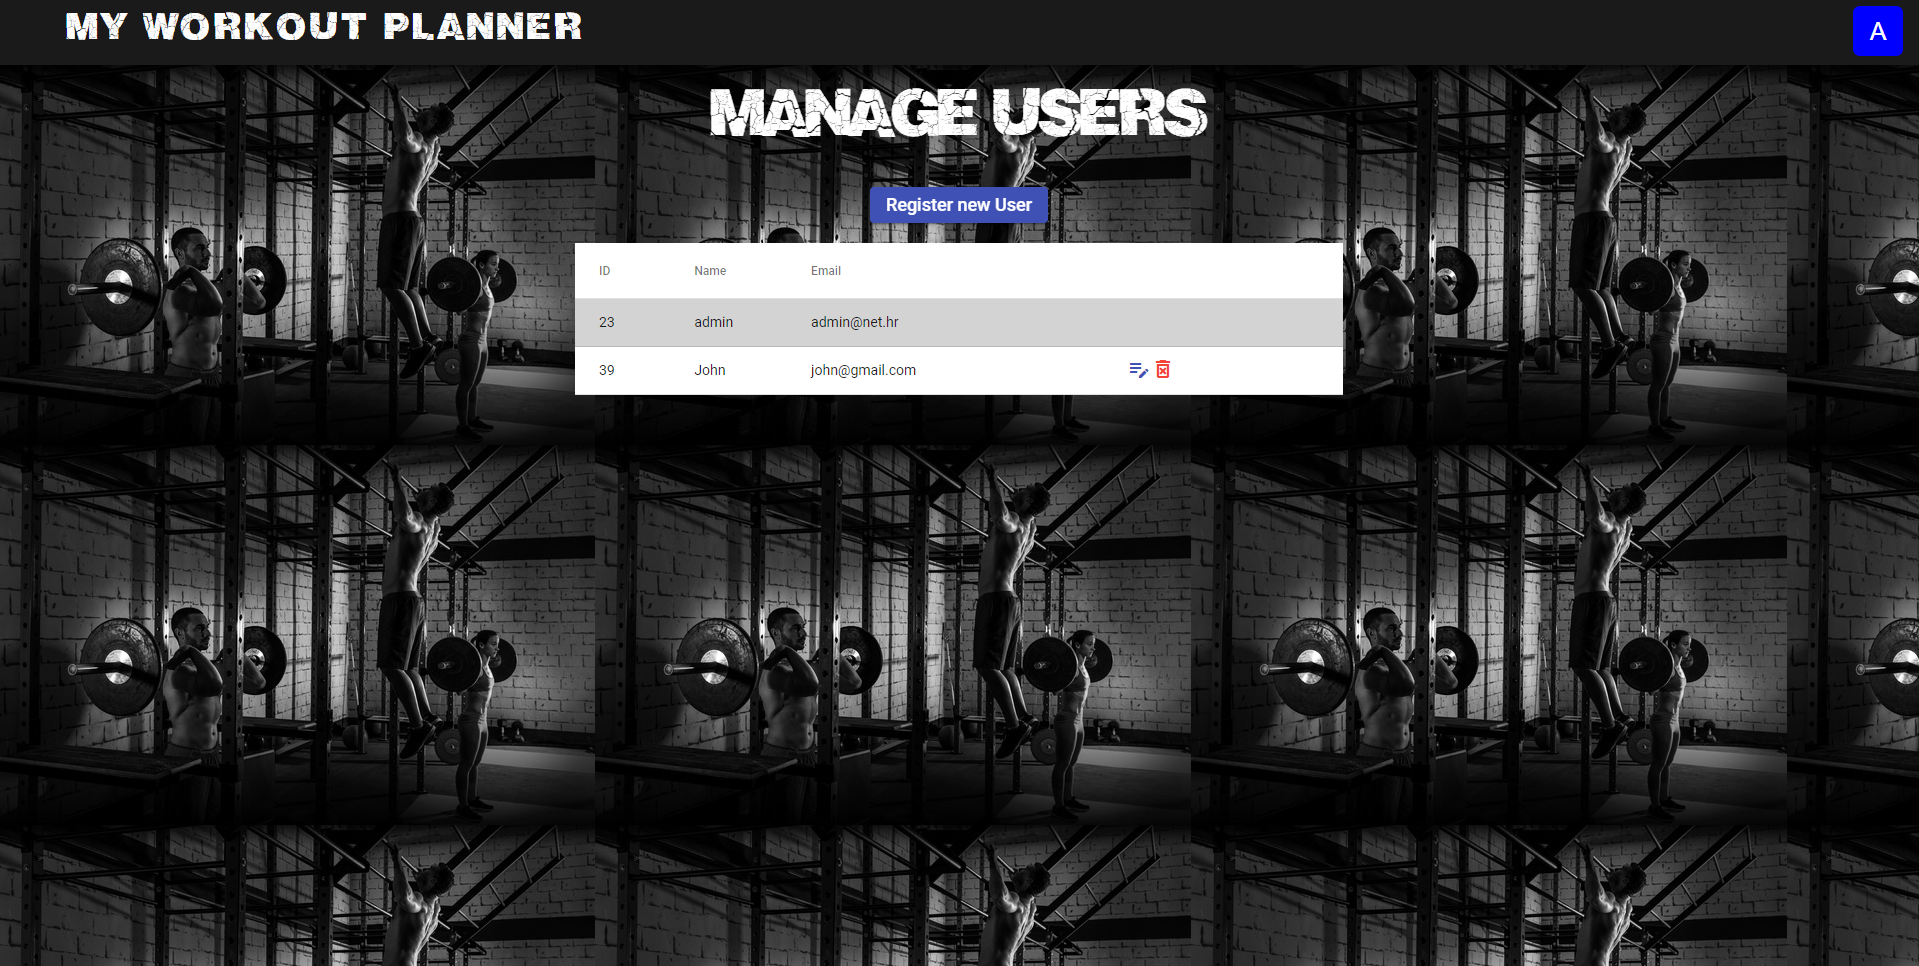 MY WORKOUT PLANNER
A
MANAGE USERS
Register new User
ID Name Email
23 admin admin@net.hr
39 John john@gmail.com